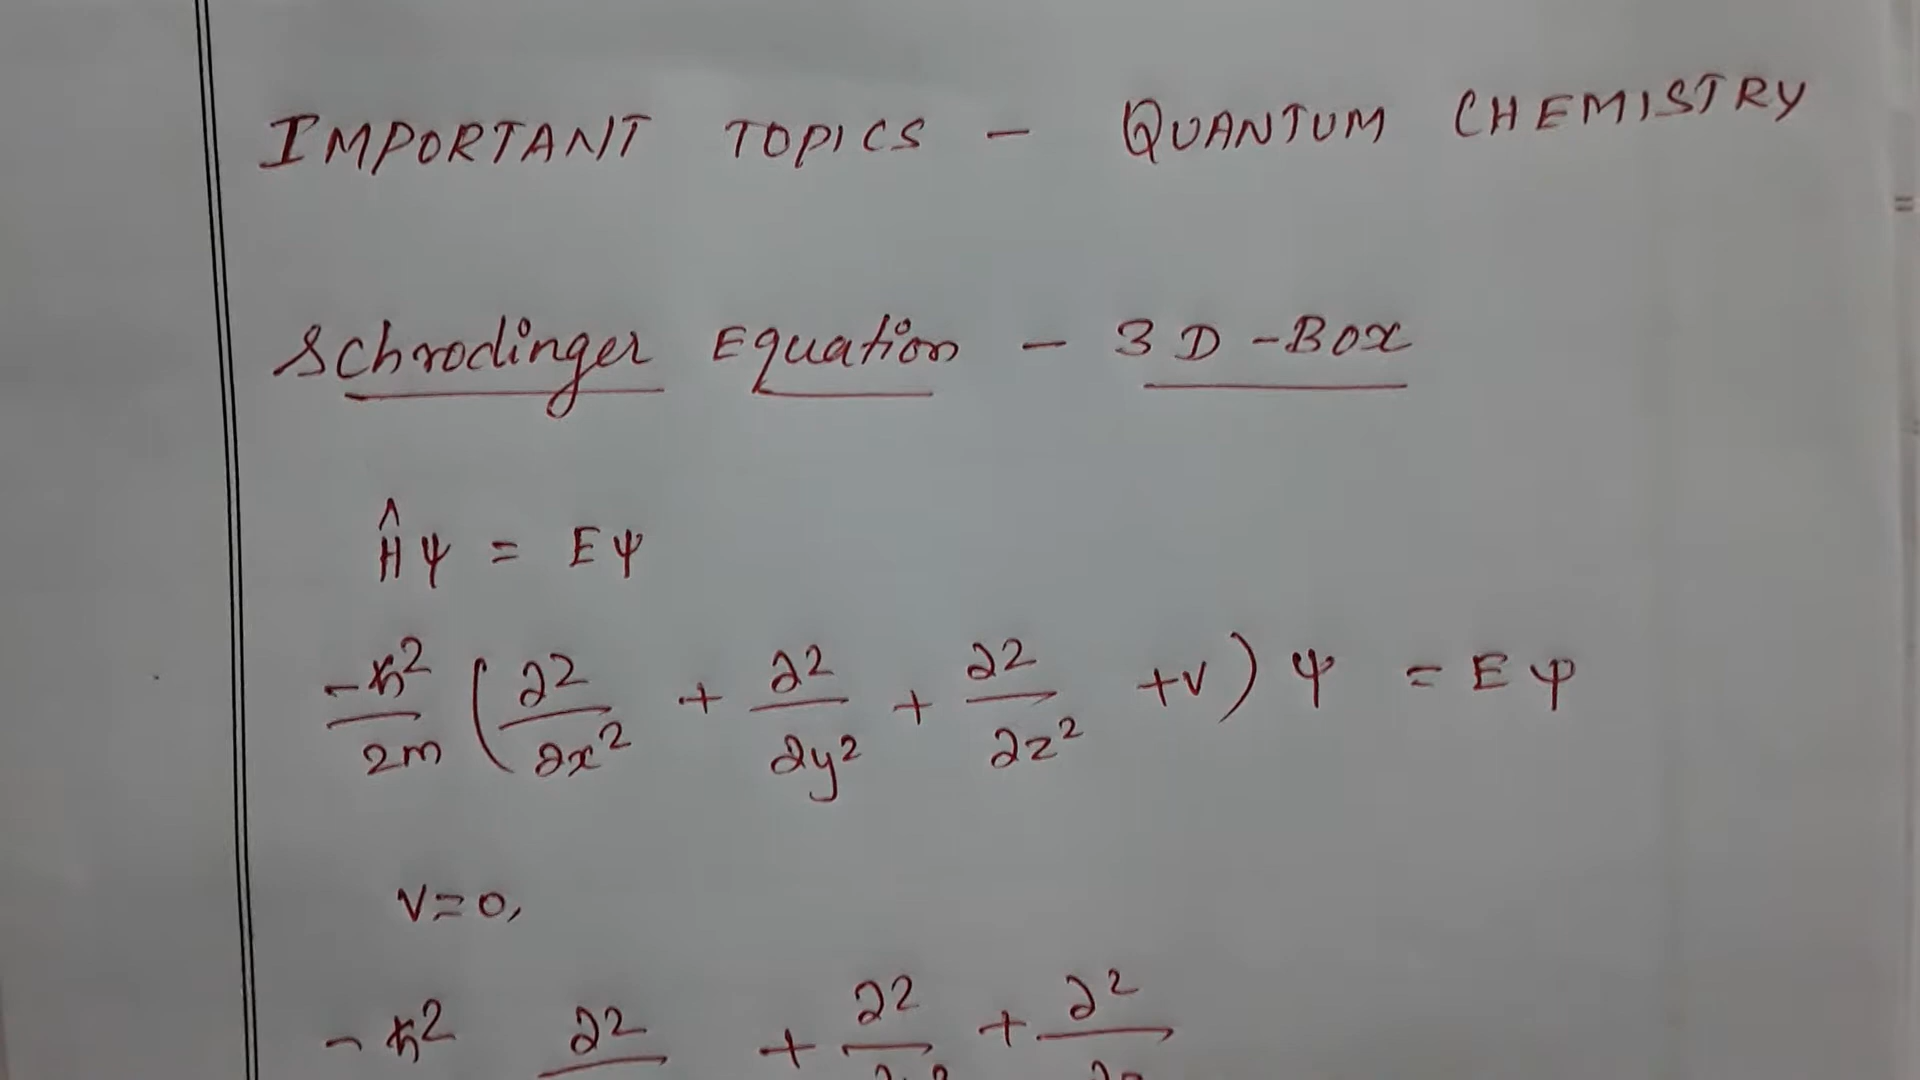 IMPORTANT TOPICS - QUANTUM CHEMISTRY
Schrodinger Equation - 3D-Box
Ĥψ = Eψ
-ħ²/2m (∂2/∂x² + ∂2/∂y² + ∂2/∂z² +V) ψ = Eψ
V=0,
-ħ² ∂2 + ∂2 + ∂²